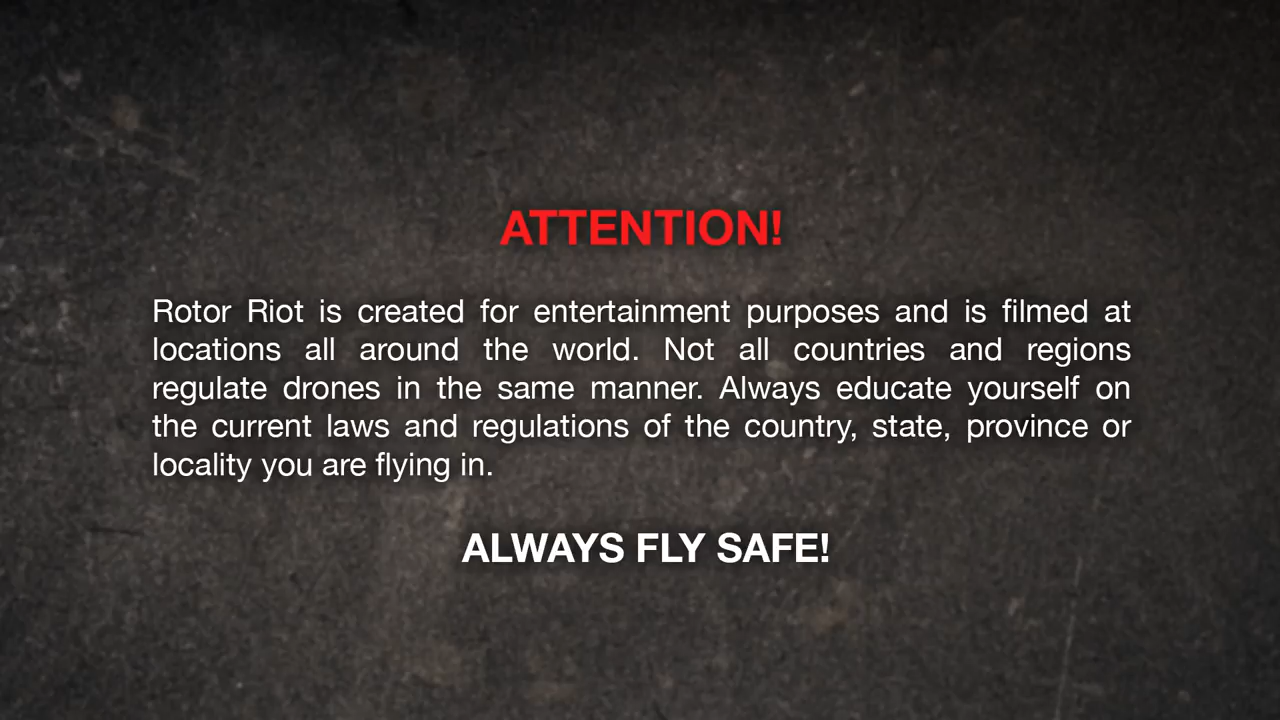 ATTENTION!
Rotor Riot is created for entertainment purposes and is filmed at
locations all around the world. Not all countries and regions
regulate drones in the same manner. Always educate yourself on
the current laws and regulations of the country, state, province or
locality you are flying in.
ALWAYS FLY SAFE!